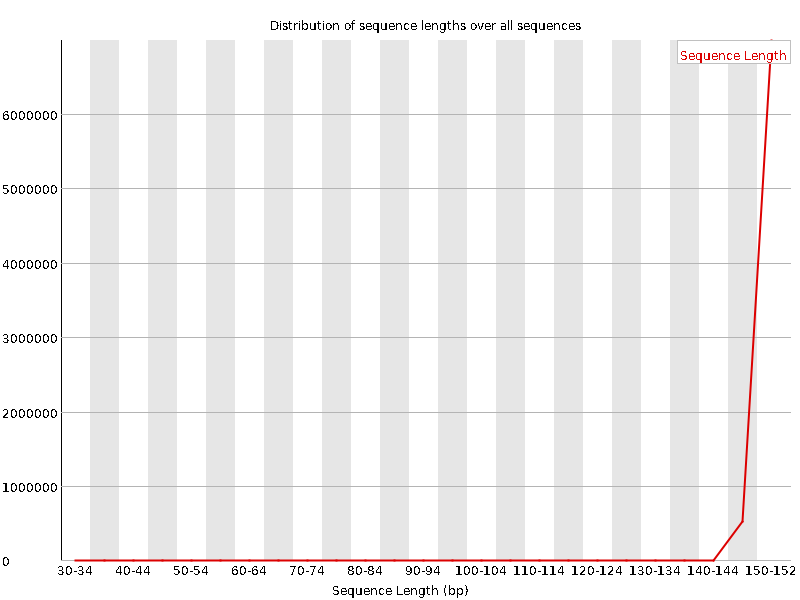 Distribution of sequence lengths over all sequences
Sequence Length
6000000
5000000
4000000
3000000
2000000
1000000
0
30-34 40-44 50-54 60-64 70-74 80-84 90-94 100-104 110-114 120-124 130-134 140-144 150-152
Sequence Length (bp)